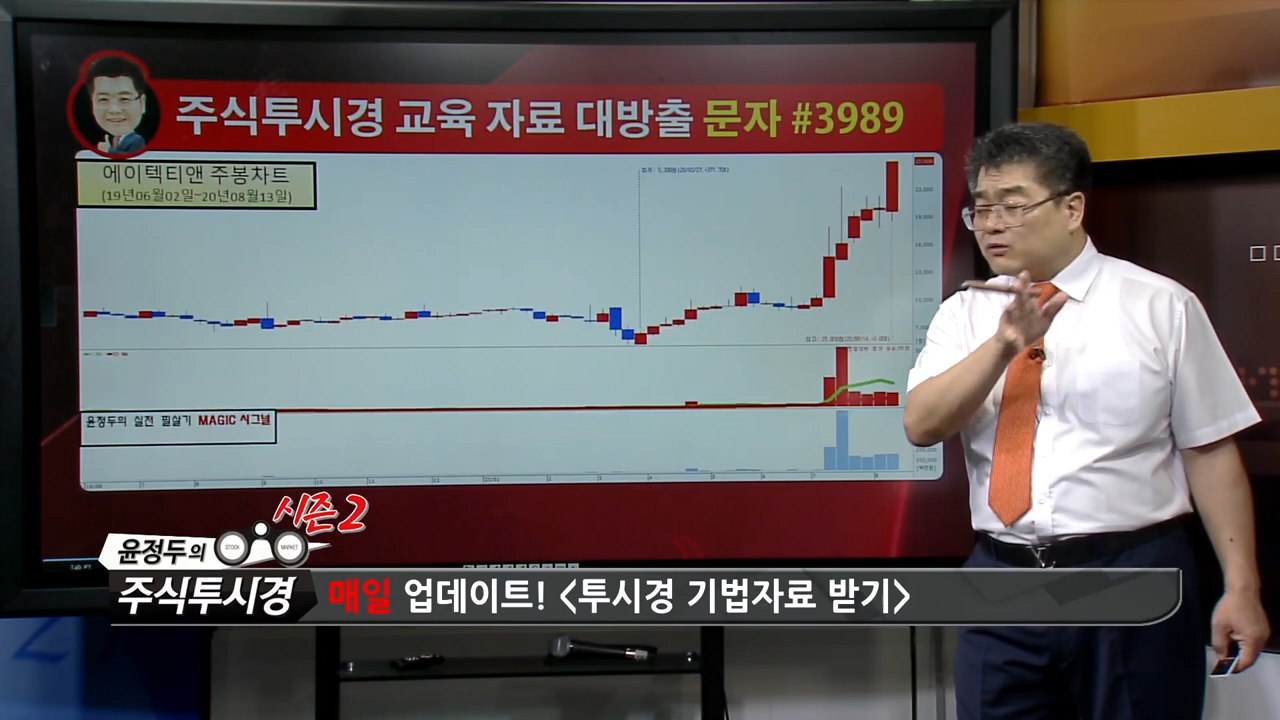 주식투시경 교육 자료 대방출 문자 #3989
에이텍티앤 주봉차트
(19년06월02일~20년08월13일)
윤정두의 실전 필살기 MAGIC 시그널
시즌2
윤정두의
STOCK
MARKET
주식투시경
매일 업데이트! <투시경 기법자료 받기>